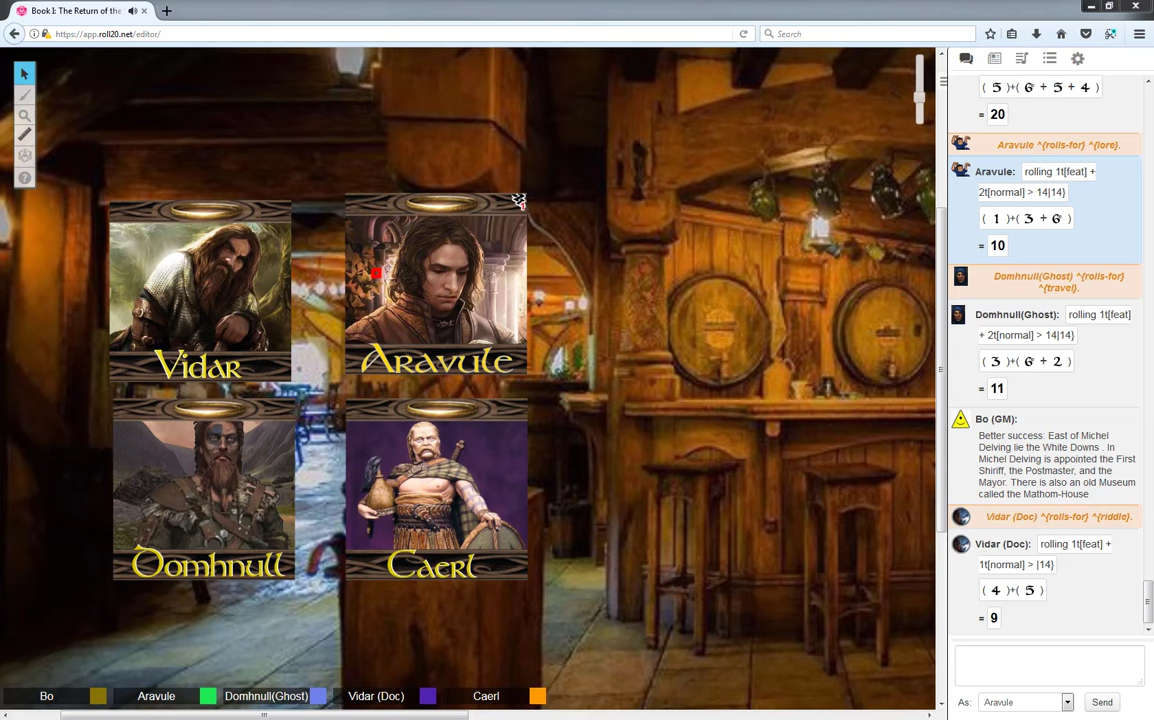 Book I: The Return of the
https://app.roll20.net/editor/
Search
Vidar
Aravule
Domhnull
Caerl
Bo
Aravule
Domhnull(Ghost)
Vidar (Doc)
Caerl
( 5 )+( 6 + 5 + 4 )
= 20
Aravule ^{rolls-for} ^{lore}.
Aravule: rolling 1t[feat] +
2t[normal] > 14|14}
( 1 )+( 3 + 6 )
= 10
Domhnull(Ghost) ^{rolls-for}
^{travel}.
Domhnull(Ghost): rolling 1t[feat]
+ 2t[normal] > 14|14}
( 3 )+( 6 + 2 )
= 11
Bo (GM):
Better success: East of Michel
Delving lie the White Downs . In
Michel Delving is appointed the First
Shiriff, the Postmaster, and the
Mayor. There is also an old Museum
called the Mathom-House
Vidar (Doc) ^{rolls-for} ^{riddle}.
Vidar (Doc): rolling 1t[feat] +
1t[normal] > |14}
( 4 )+( 5 )
= 9
As: Aravule Send